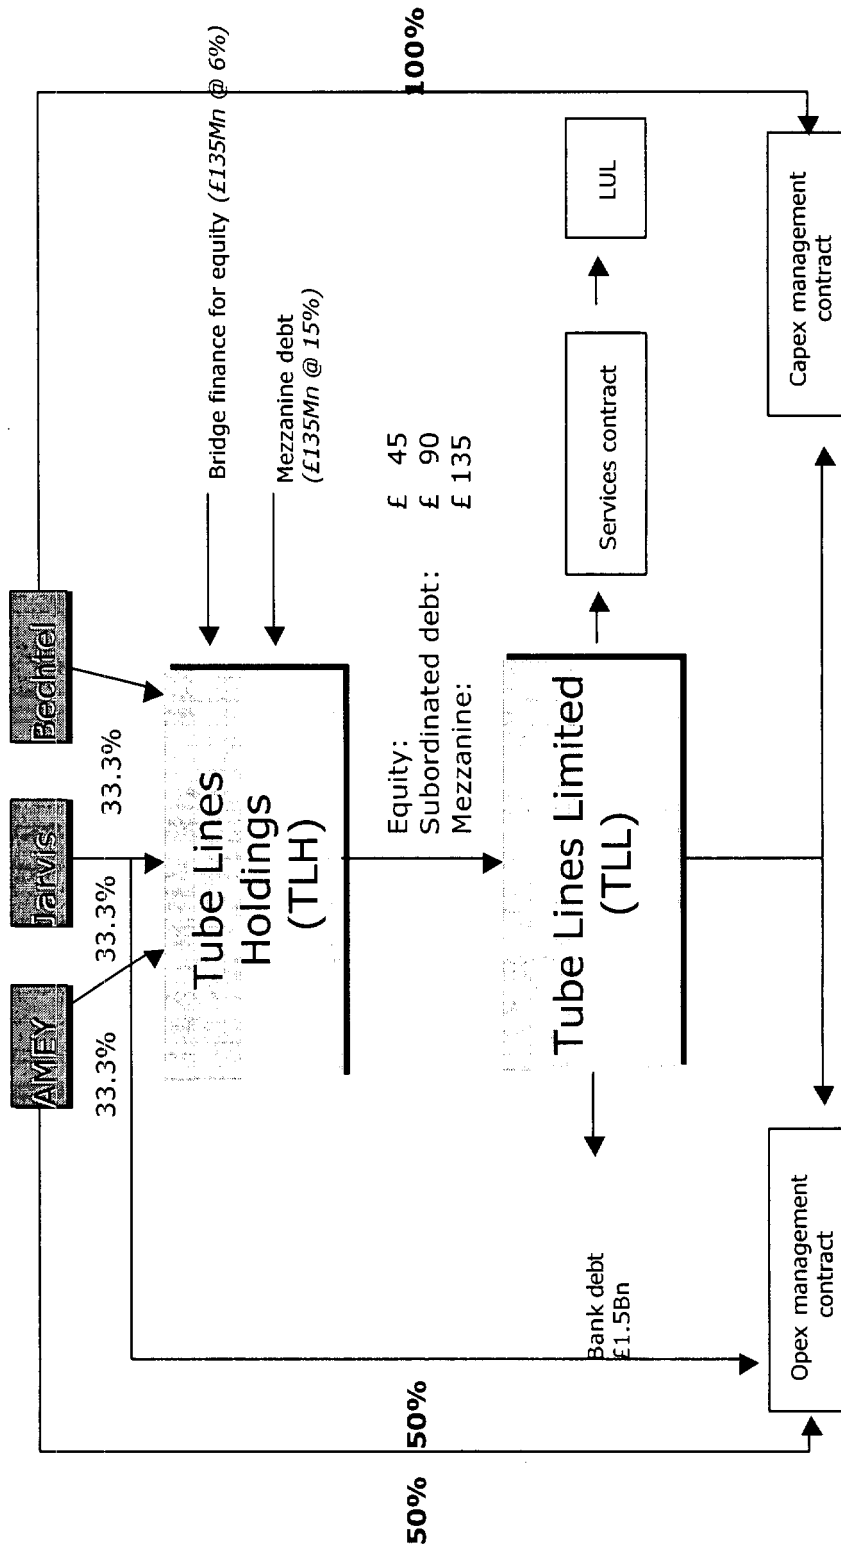 AMEY
Jarvis
Bechtel
33.3%
33.3%
33.3%
Tube Lines
Holdings
(TLH)
Bridge finance for equity (£135Mn @ 6%)
Mezzanine debt
(£135Mn @ 15%)
50%
50%
100%
Equity: £ 45
Subordinated debt: £ 90
Mezzanine: £ 135
Tube Lines Limited
(TLL)
Bank debt
£1.5Bn
Services contract
LUL
Opex management
contract
Capex management
contract